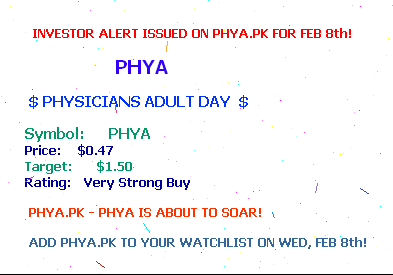 INVESTOR ALERT ISSUED ON PHYA.PK FOR FEB 8th!
PHYA
$ PHYSICIANS ADULT DAY $
Symbol: PHYA
Price: $0.47
Target: $1.50
Rating: Very Strong Buy
PHYA.PK - PHYA IS ABOUT TO SOAR!
ADD PHYA.PK TO YOUR WATCHLIST ON WED, FEB 8th!